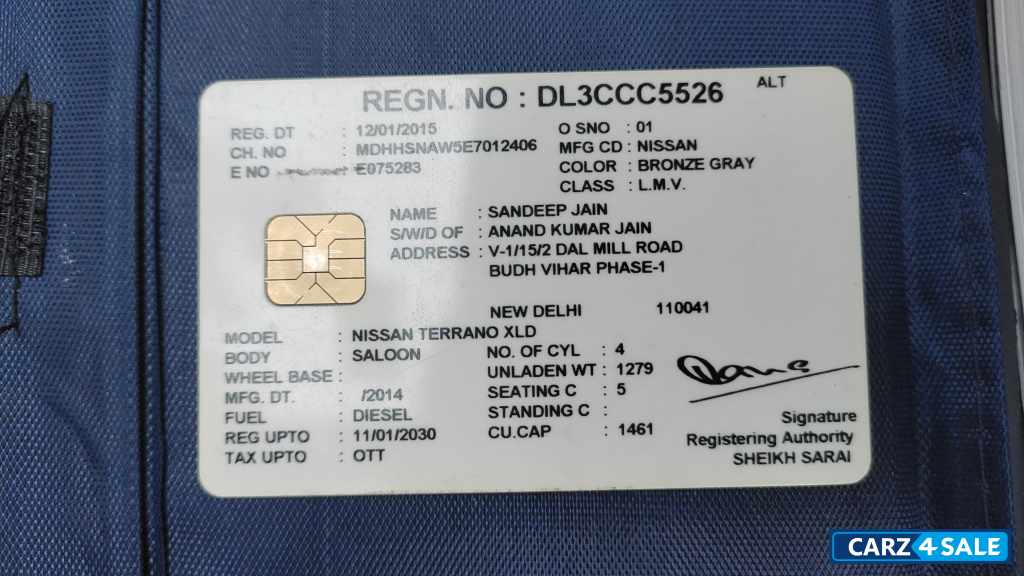 REGN. NO : DL3CCC5526 ALT
REG. DT : 12/01/2015 O SNO : 01
CH. NO : MDHHSNAW5E7012406 MFG CD : NISSAN
E NO E075283 COLOR : BRONZE GRAY
CLASS : L.M.V.
NAME : SANDEEP JAIN
S/W/D OF : ANAND KUMAR JAIN
ADDRESS : V-1/15/2 DAL MILL ROAD
BUDH VIHAR PHASE-1
NEW DELHI 110041
MODEL : NISSAN TERRANO XLD
BODY : SALOON NO. OF CYL : 4
WHEEL BASE : UNLADEN WT : 1279
MFG. DT. : /2014 SEATING C : 5
FUEL : DIESEL STANDING C :
REG UPTO : 11/01/2030 CU.CAP : 1461
TAX UPTO : OTT
Signature
Registering Authority
SHEIKH SARAI
CARZ4SALE